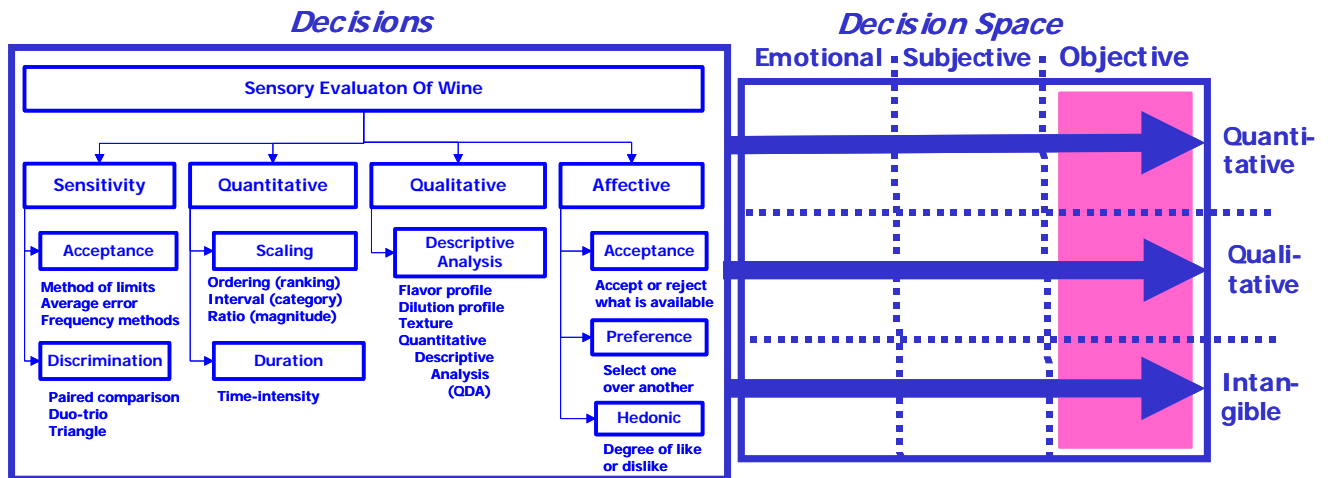 Decisions
Sensory Evaluaton Of Wine
Sensitivity
Acceptance
Method of limits
Average error
Frequency methods
Discrimination
Paired comparison
Duo-trio
Triangle
Quantitative
Scaling
Ordering (ranking)
Interval (category)
Ratio (magnitude)
Duration
Time-intensity
Qualitative
Descriptive
Analysis
Flavor profile
Dilution profile
Texture
Quantitative
Descriptive
Analysis
(QDA)
Affective
Acceptance
Accept or reject
what is available
Preference
Select one
over another
Hedonic
Degree of like
or dislike
Decision Space
Emotional
Subjective
Objective
Quanti-
tative
Quali-
tative
Intan-
gible